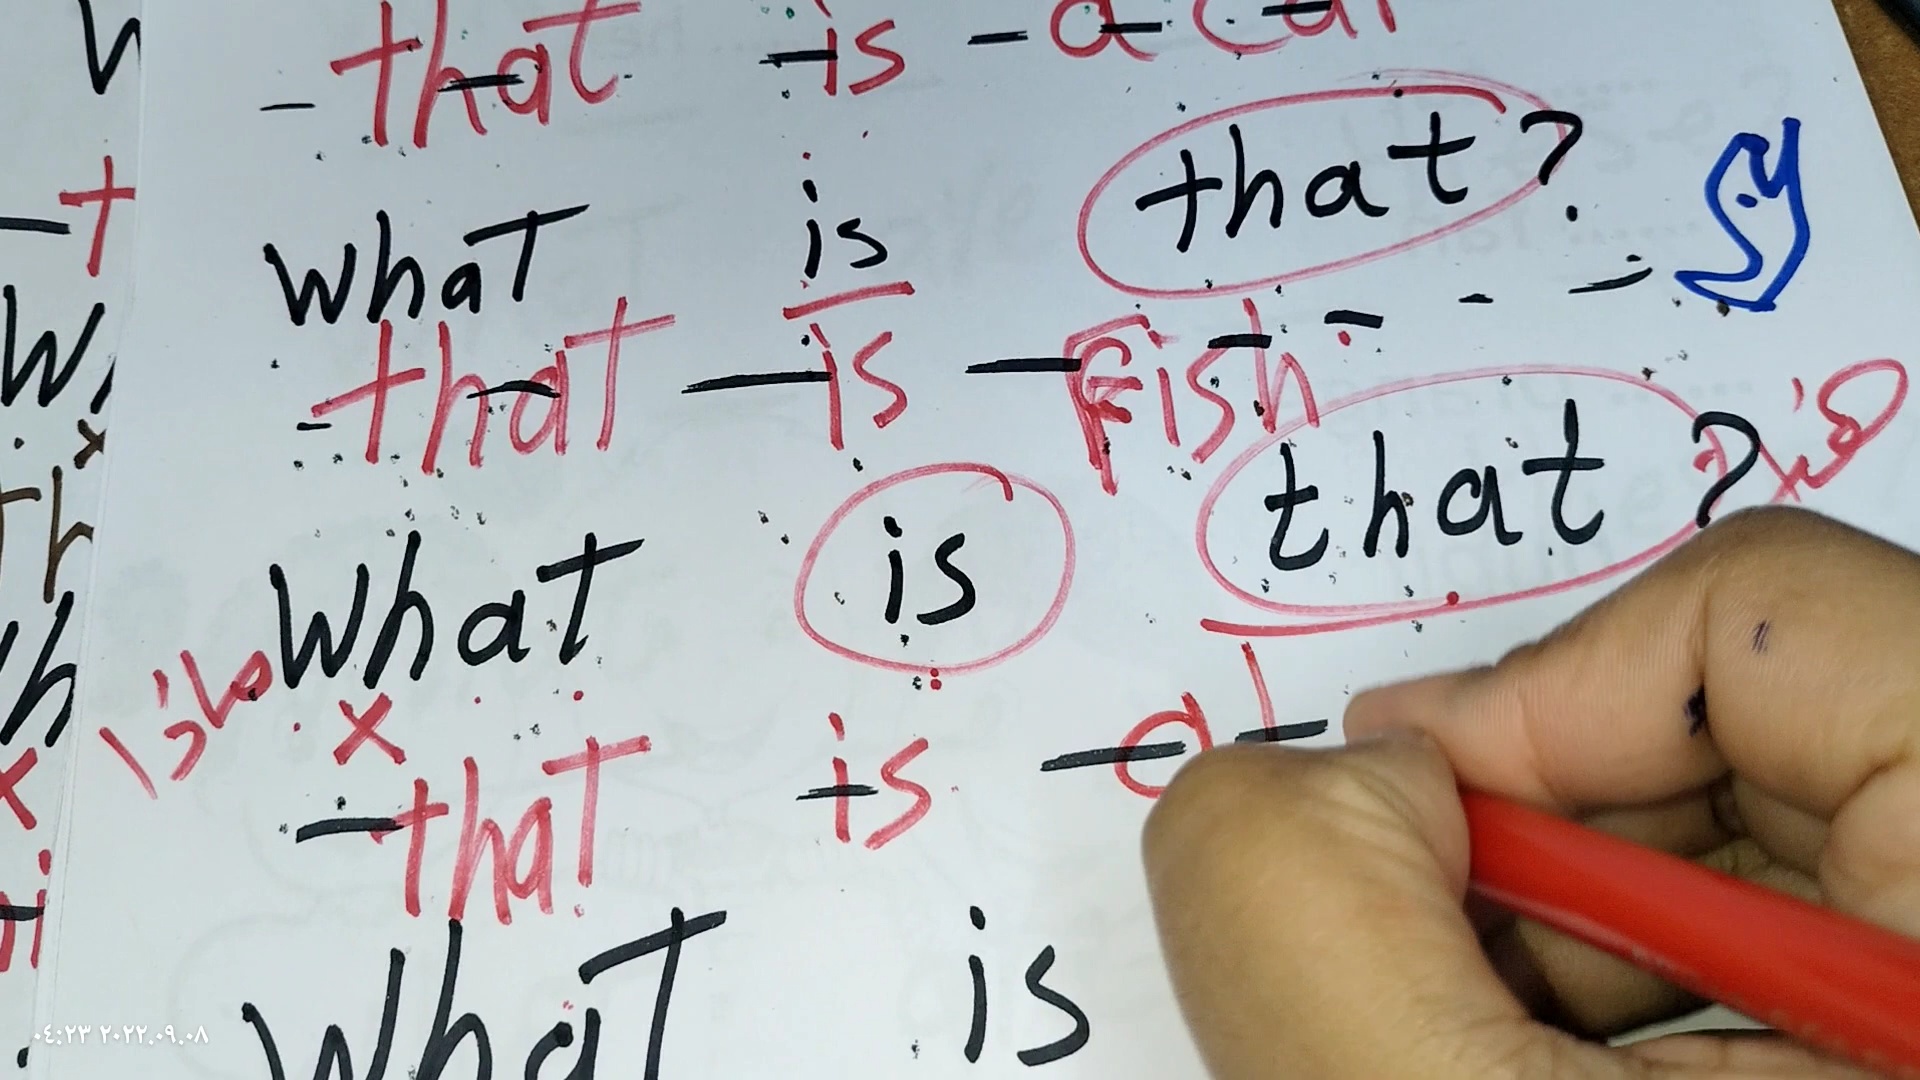 that is a car
What is that?
that is Fish
What is that?
that is a
What is
٠٤:٢٣ ٢٠٢٢.٠٩.٠٨